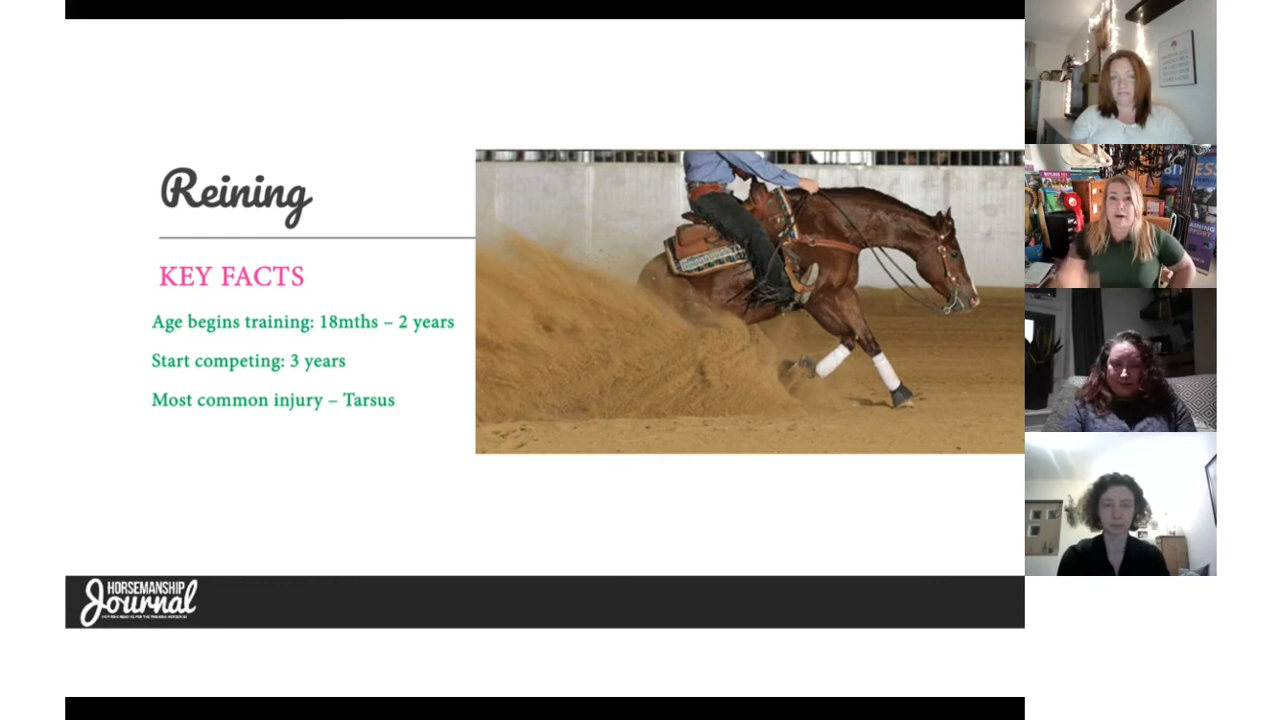 Reining
KEY FACTS
Age begins training: 18mths – 2 years
Start competing: 3 years
Most common injury – Tarsus
HORSEMANSHIP
Journal